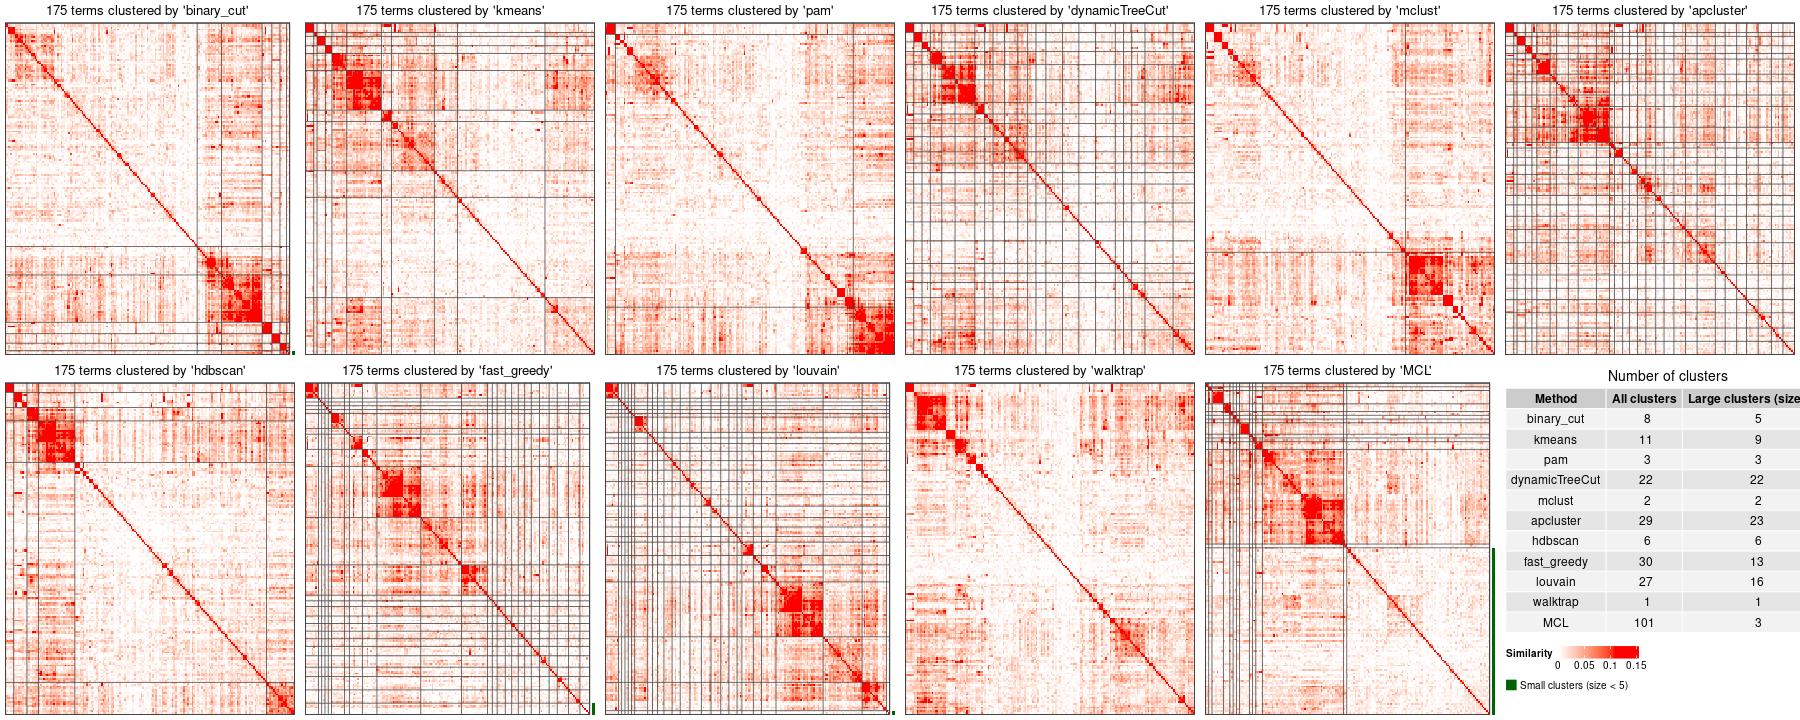 175 terms clustered by 'binary_cut'
175 terms clustered by 'kmeans'
175 terms clustered by 'pam'
175 terms clustered by 'dynamicTreeCut'
175 terms clustered by 'mclust'
175 terms clustered by 'apcluster'
175 terms clustered by 'hdbscan'
175 terms clustered by 'fast_greedy'
175 terms clustered by 'louvain'
175 terms clustered by 'walktrap'
175 terms clustered by 'MCL'
Number of clusters
Method All clusters Large clusters (size
binary_cut 8 5
kmeans 11 9
pam 3 3
dynamicTreeCut 22 22
mclust 2 2
apcluster 29 23
hdbscan 6 6
fast_greedy 30 13
louvain 27 16
walktrap 1 1
MCL 101 3
Similarity
0 0.05 0.1 0.15
Small clusters (size < 5)